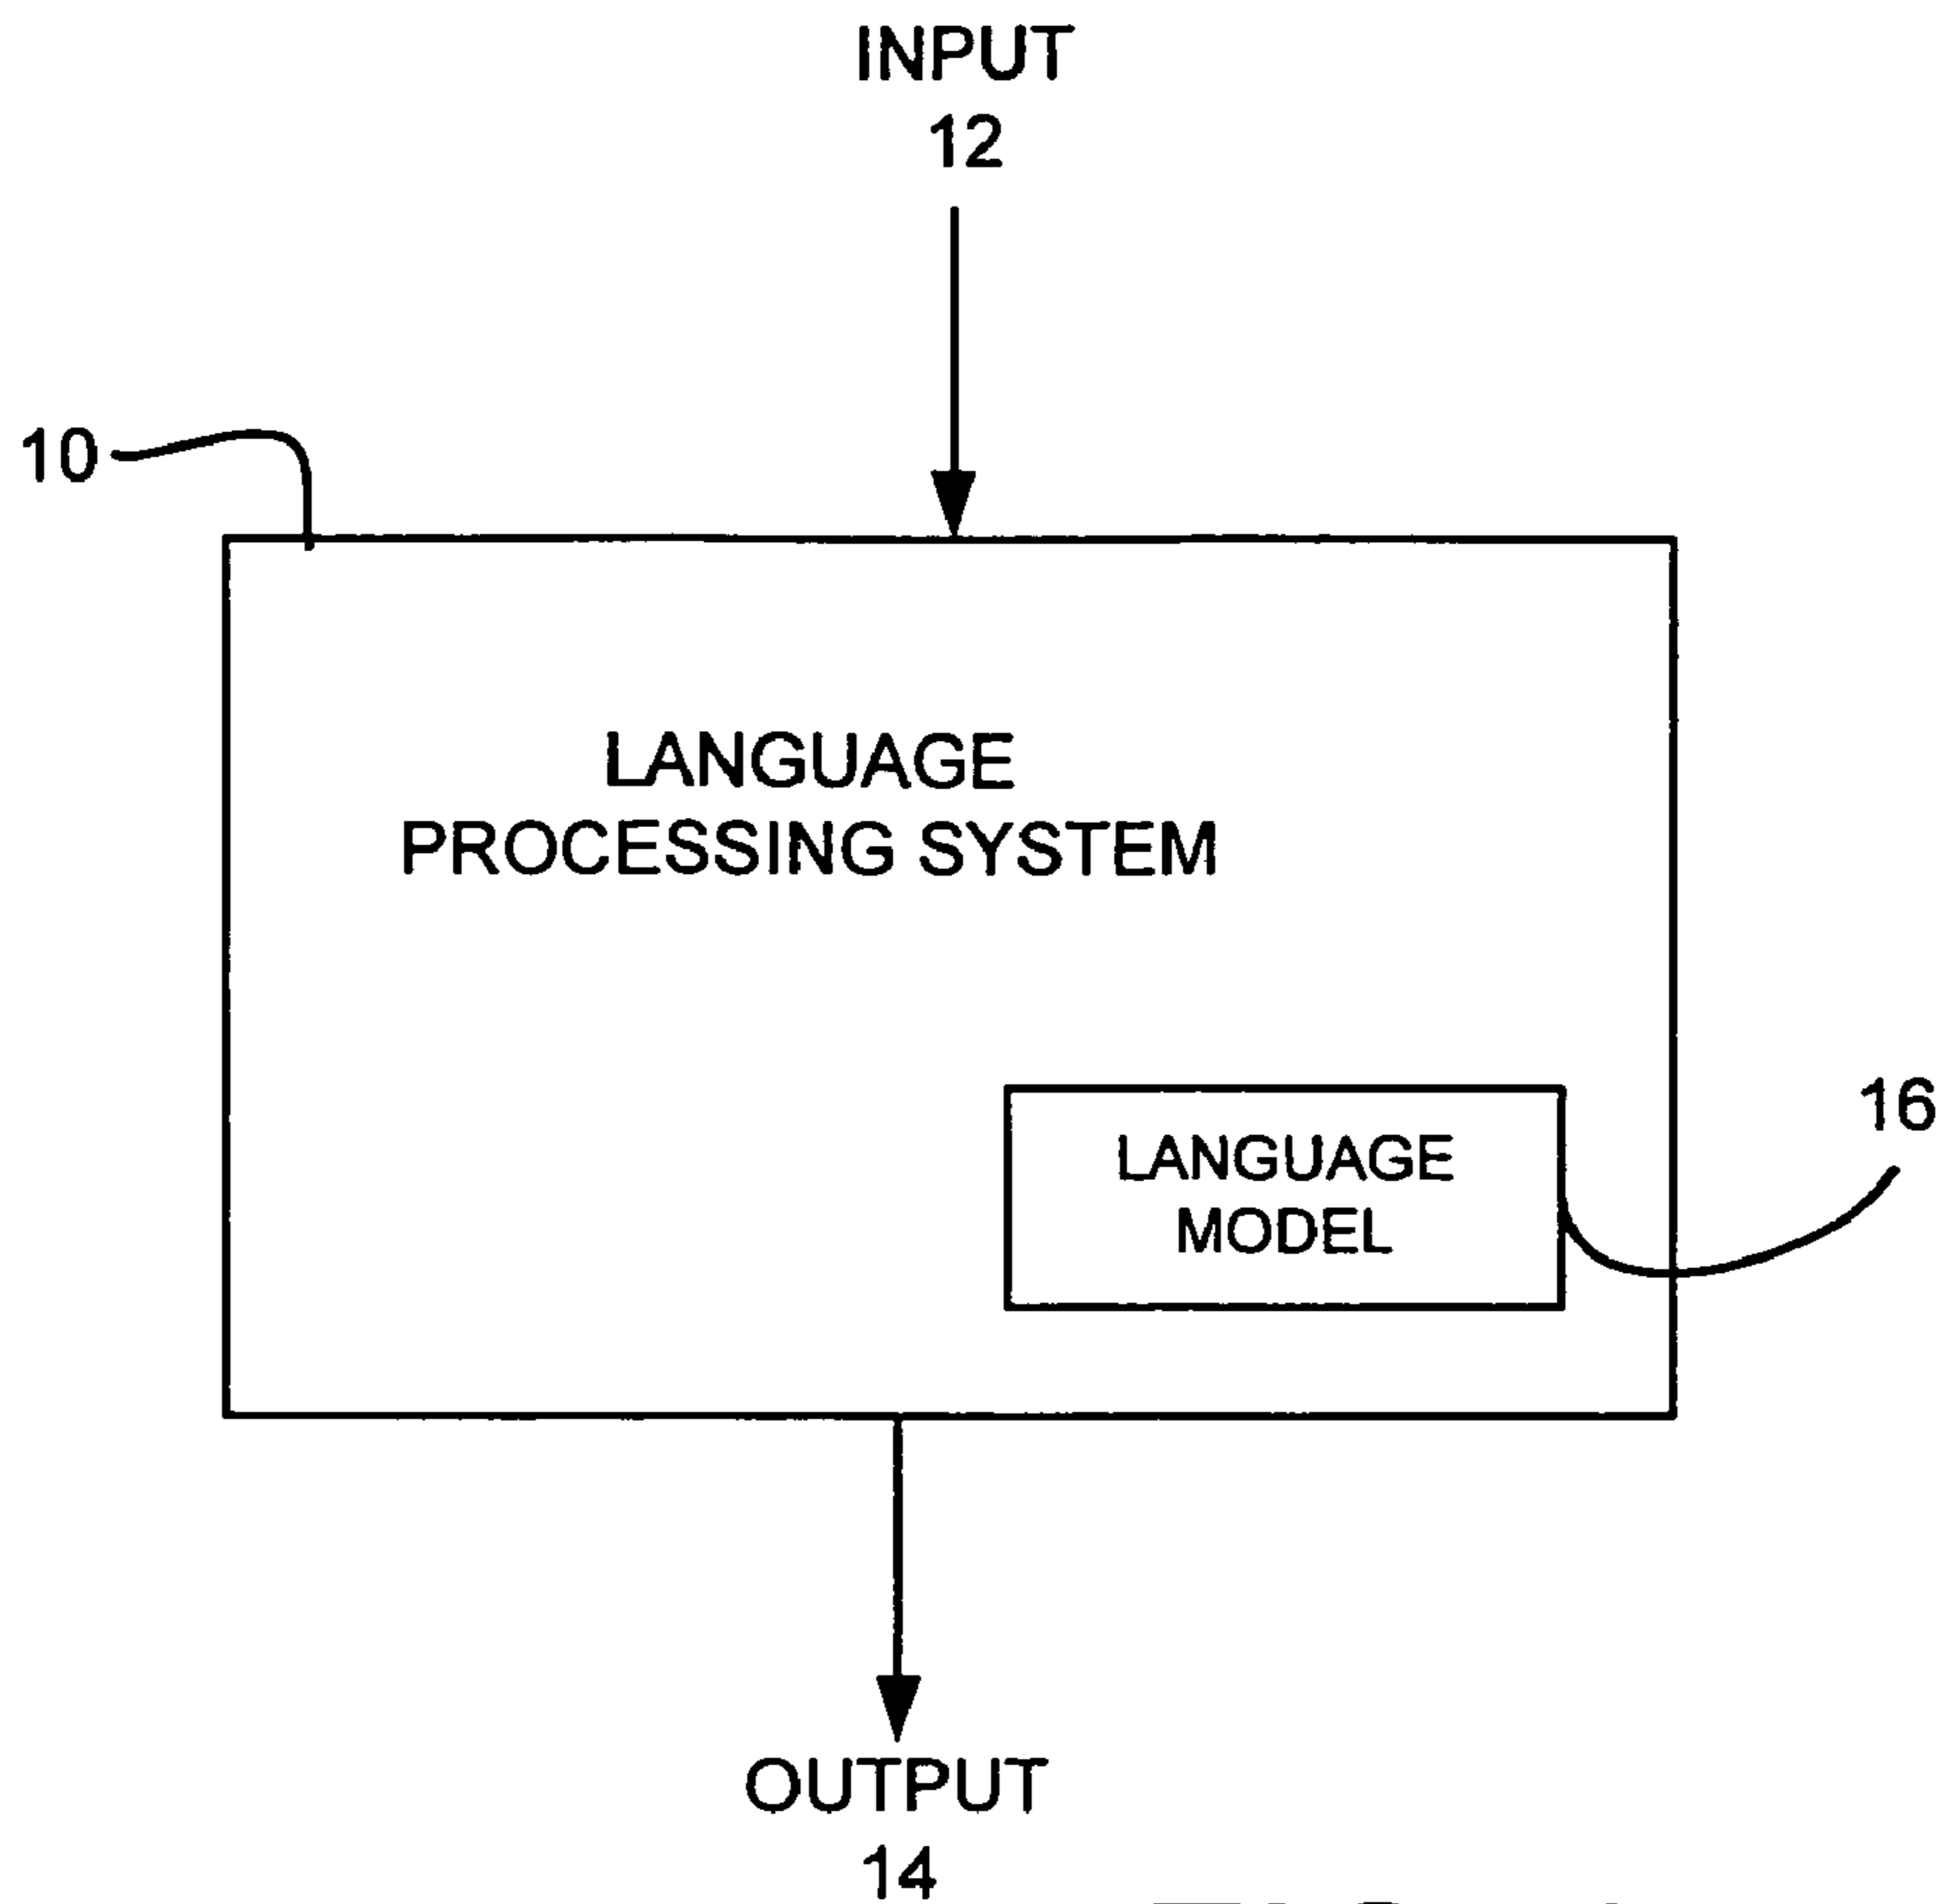 INPUT
12
10
LANGUAGE
PROCESSING SYSTEM
16
LANGUAGE
MODEL
OUTPUT
14